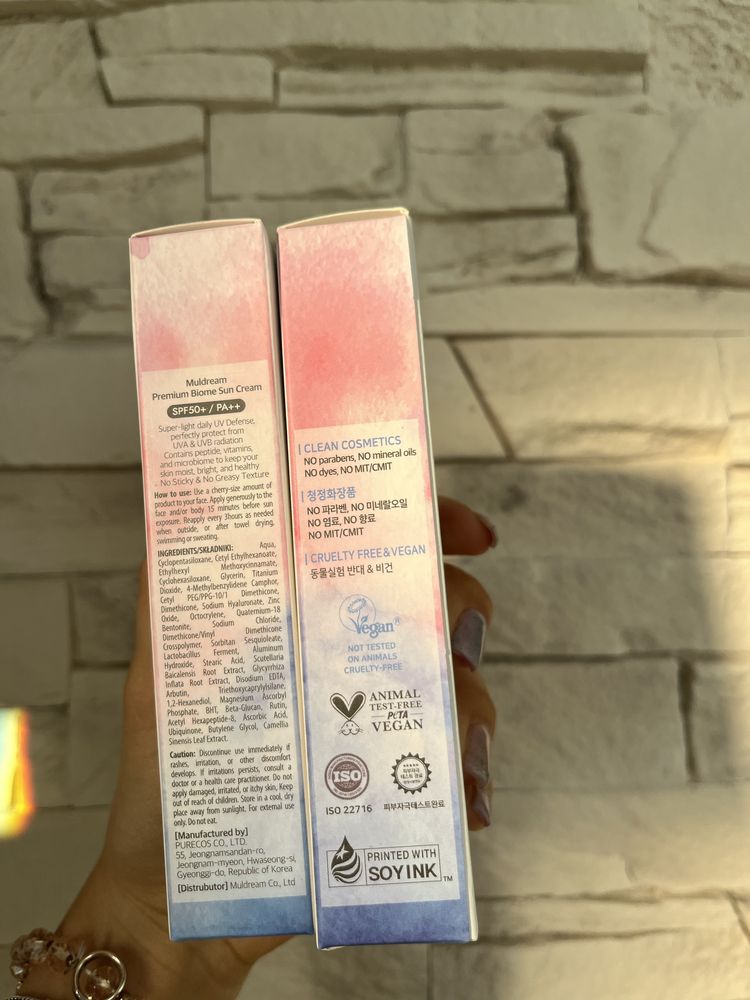 Muldream
Premium Biome Sun Cream
SPF50+ / PA++
Super-light daily UV Defense,
perfectly protect from
UVA & UVB radiation
Contains peptide, vitamins,
and microbiome to keep your
skin moist, bright, and healthy
- No Sticky & No Greasy Texture
How to use: Use a cherry-size amount of
product to your face. Apply generously to the
face and/or body 15 minutes before sun
exposure. Reapply every 3hours as needed
when outside, or after towel drying,
swimming or sweating.
INGREDIENTS/SKŁADNIKI: Aqua,
Cyclopentasiloxane, Cetyl Ethylhexanoate,
Ethylhexyl Methoxycinnamate,
Cyclohexasiloxane, Glycerin, Titanium
Dioxide, 4-Methylbenzylidene Camphor,
Cetyl PEG/PPG-10/1 Dimethicone,
Dimethicone, Sodium Hyaluronate, Zinc
Oxide, Octocrylene, Quaternium-18
Bentonite, Sodium Chloride,
Dimethicone/Vinyl Dimethicone
Crosspolymer, Sorbitan Sesquioleate,
Lactobacillus Ferment, Aluminum
Hydroxide, Stearic Acid, Scutellaria
Baicalensis Root Extract, Glycyrrhiza
Inflata Root Extract, Disodium EDTA,
Arbutin, Triethoxycaprylylsilane,
1,2-Hexanediol, Magnesium Ascorbyl
Phosphate, BHT, Beta-Glucan, Rutin,
Acetyl Hexapeptide-8, Ascorbic Acid,
Ubiquinone, Butylene Glycol, Camellia
Sinensis Leaf Extract.
Caution: Discontinue use immediately if
rashes, irritation, or other discomfort
develops. If irritations persists, consult a
doctor or a health care practitioner. Do not
apply damaged, irritated, or itchy skin, Keep
out of reach of children. Store in a cool, dry
place away from sunlight. For external use
only. Do not eat.
[Manufactured by]
PURECOS CO., LTD.
55, Jeongnamsandan-ro,
Jeongnam-myeon, Hwaseong-si,
Gyeonggi-do, Republic of Korea
[Distrubutor] Muldream Co., Ltd
| CLEAN COSMETICS
NO parabens, NO mineral oils
NO dyes, NO MIT/CMIT
| 청정화장품
NO 파라벤, NO 미네랄오일
NO 염료, NO 향료
NO MIT/CMIT
| CRUELTY FREE&VEGAN
동물실험 반대 & 비건
Vegan®
NOT TESTED
ON ANIMALS
CRUELTY-FREE
ANIMAL
TEST-FREE
PeTA
VEGAN
ISO
ISO 22716
피부자극
테스트 완료
피부자극테스트완료
PRINTED WITH
SOY INK™